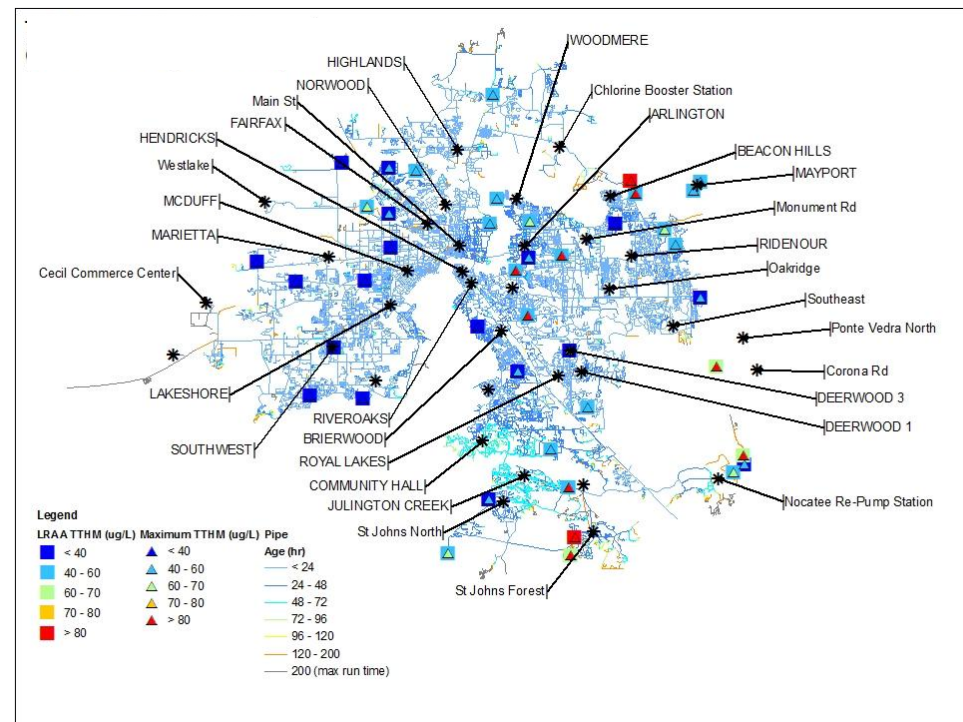 WOODMERE
HIGHLANDS
NORWOOD
Chlorine Booster Station
Main St
ARLINGTON
FAIRFAX
HENDRICKS
BEACON HILLS
Westlake
MAYPORT
MCDUFF
Monument Rd
MARIETTA
RIDENOUR
Cecil Commerce Center
Oakridge
Southeast
Ponte Vedra North
Corona Rd
LAKESHORE
DEERWOOD 3
RIVEROAKS
DEERWOOD 1
BRIERWOOD
SOUTHWEST
ROYAL LAKES
COMMUNITY HALL
Nocatee Re-Pump Station
JULINGTON CREEK
St Johns North
St Johns Forest
Legend
LRAA TTHM (ug/L)
< 40
40 - 60
60 - 70
70 - 80
> 80
Maximum TTHM (ug/L)
< 40
40 - 60
60 - 70
70 - 80
> 80
Pipe
Age (hr)
< 24
24 - 48
48 - 72
72 - 96
96 - 120
120 - 200
200 (max run time)